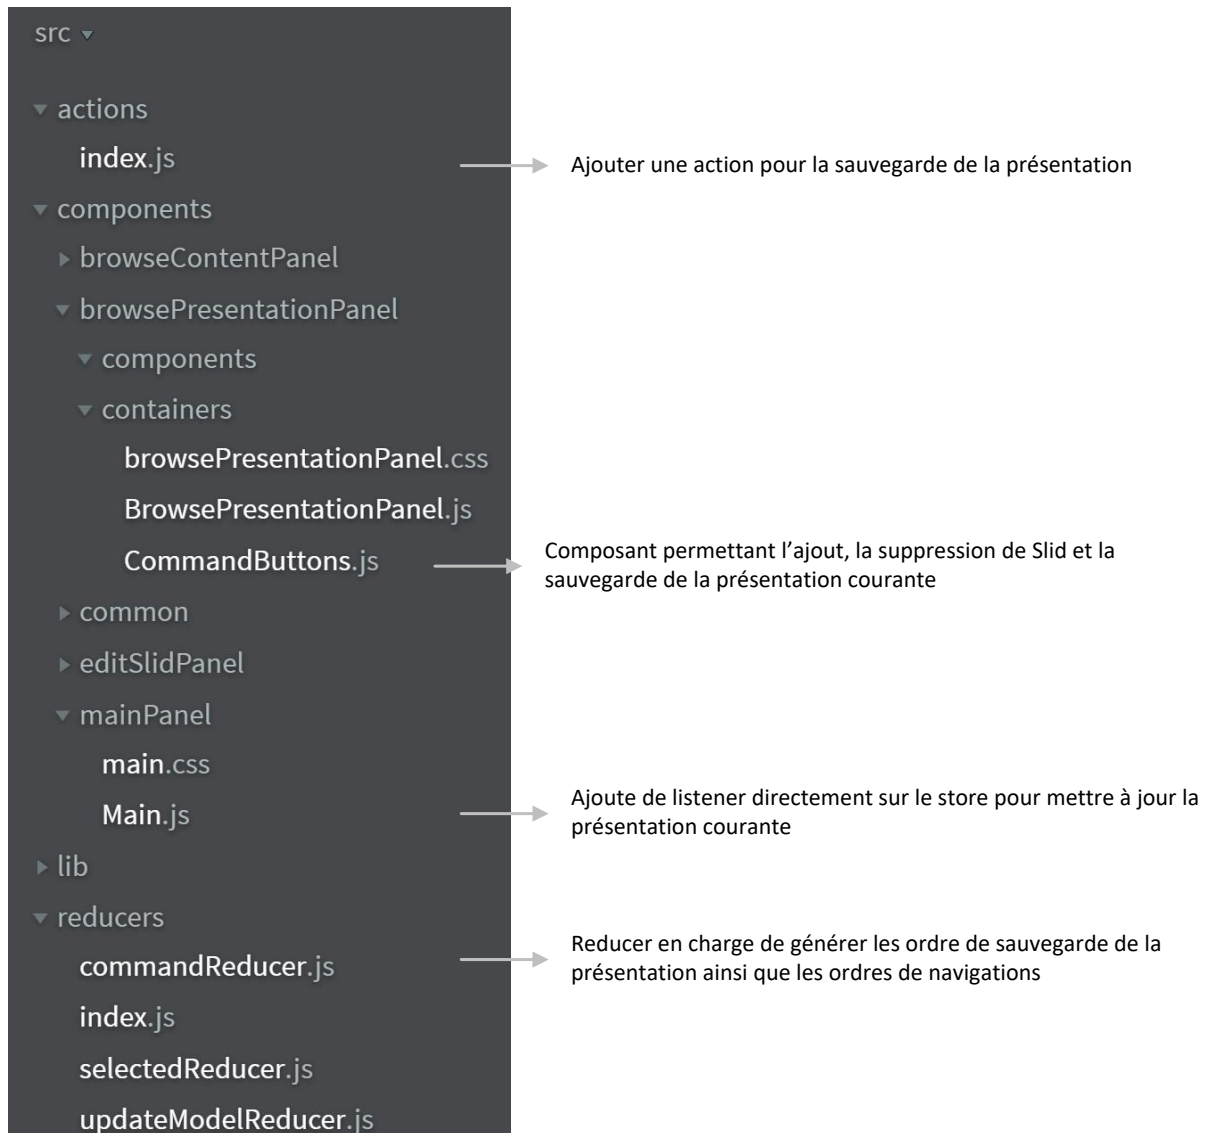 src
actions
index.js
Ajouter une action pour la sauvegarde de la présentation
components
browseContentPanel
browsePresentationPanel
components
containers
browsePresentationPanel.css
BrowsePresentationPanel.js
CommandButtons.js
Composant permettant l’ajout, la suppression de Slid et la
sauvegarde de la présentation courante
common
editSlidPanel
mainPanel
main.css
Main.js
Ajoute de listener directement sur le store pour mettre à jour la
présentation courante
lib
reducers
commandReducer.js
Reducer en charge de générer les ordre de sauvegarde de la
présentation ainsi que les ordres de navigations
index.js
selectedReducer.js
updateModelReducer.js